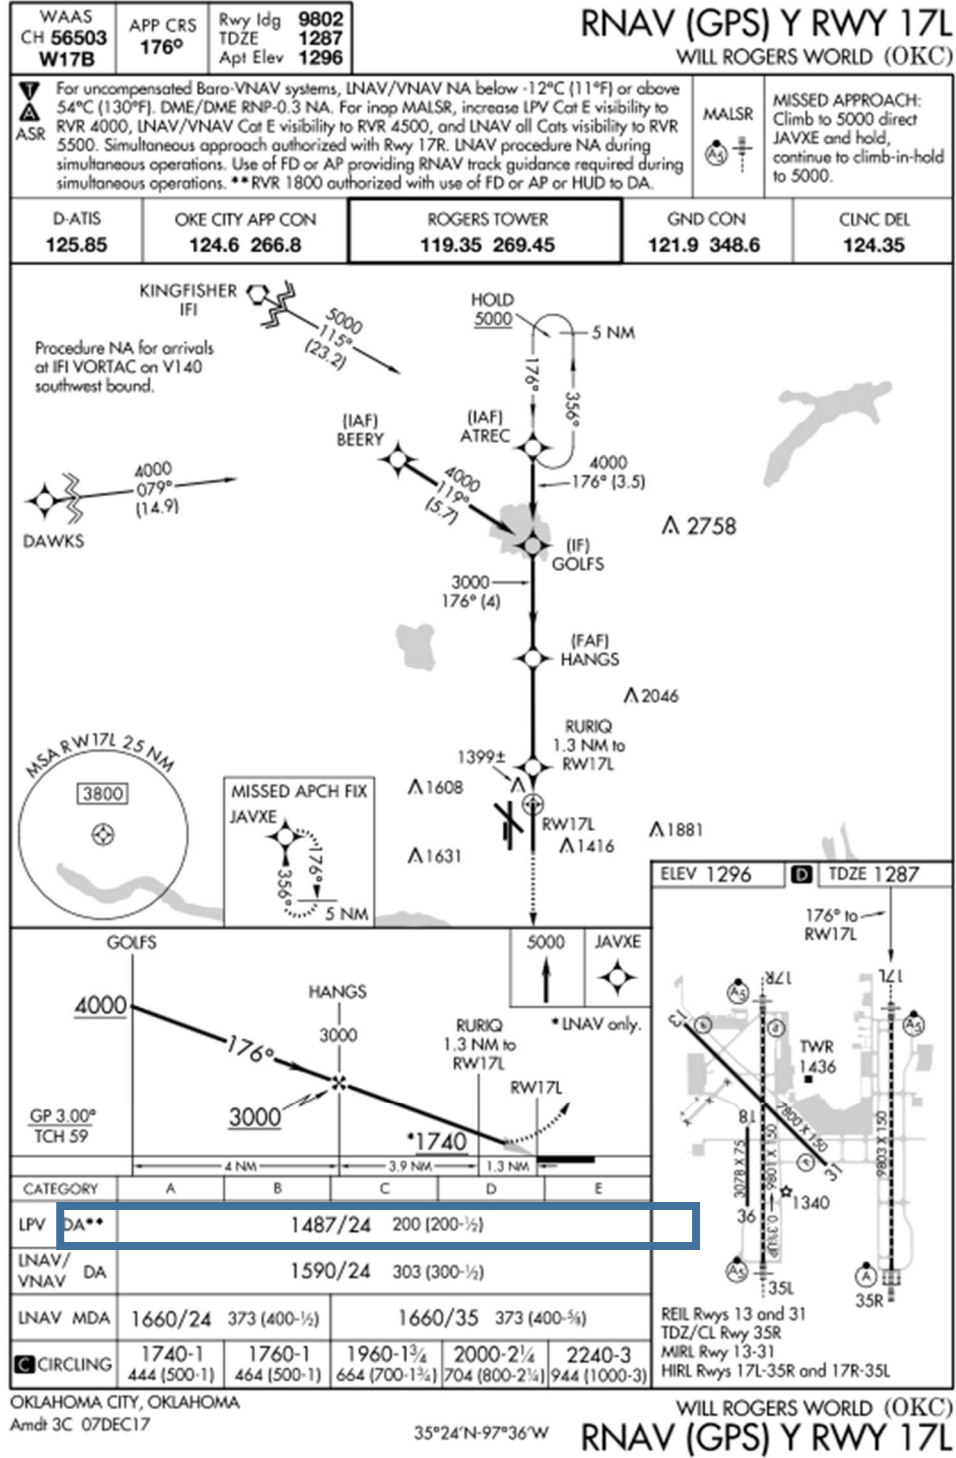 WAAS
CH 56503
W17B
APP CRS
176°
Rwy ldg 9802
TDZE 1287
Apt Elev 1296
RNAV (GPS) Y RWY 17L
WILL ROGERS WORLD (OKC)
T
A
ASR
For uncompensated Baro-VNAV systems, LNAV/VNAV NA below -12°C (11°F) or above
54°C (130°F). DME/DME RNP-0.3 NA. For inop MALSR, increase LPV Cat E visibility to
RVR 4000, LNAV/VNAV Cat E visibility to RVR 4500, and LNAV all Cats visibility to RVR
5500. Simultaneous approach authorized with Rwy 17R. LNAV procedure NA during
simultaneous operations. Use of FD or AP providing RNAV track guidance required during
simultaneous operations. **RVR 1800 authorized with use of FD or AP or HUD to DA.
MALSR
A5
MISSED APPROACH:
Climb to 5000 direct
JAVXE and hold,
continue to climb-in-hold
to 5000.
D-ATIS
125.85
OKE CITY APP CON
124.6 266.8
ROGERS TOWER
119.35 269.45
GND CON
121.9 348.6
CLNC DEL
124.35
KINGFISHER
IFI
5000
115°
(23.2)
HOLD
5000
5 NM
176°
356°
Procedure NA for arrivals
at IFI VORTAC on V140
southwest bound.
(IAF)
BEERY
(IAF)
ATREC
4000
176° (3.5)
4000
119°
(5.7)
4000
079°
(14.9)
DAWKS
2758
(IF)
GOLFS
3000
176° (4)
(FAF)
HANGS
2046
RURIQ
1.3 NM to
RW17L
1399±
1608
RW17L
1416
1881
1631
MSA RW17L 25 NM
3800
MISSED APCH FIX
JAVXE
176°
356°
5 NM
ELEV 1296
D
TDZE 1287
176° to
RW17L
17R
17L
A5
A5
13
P
P
TWR
1436
7800 X 150
18
3078 X 75
36
9801 X 150
0.3%UP
P
31
1340
9803 X 150
A5
35L
A
35R
REIL Rwys 13 and 31
TDZ/CL Rwy 35R
MIRL Rwy 13-31
HIRL Rwys 17L-35R and 17R-35L
GOLFS
4000
176°
HANGS
3000
3000
RURIQ
1.3 NM to
RW17L
5000
JAVXE
*LNAV only.
RW17L
*1740
GP 3.00°
TCH 59
4 NM
3.9 NM
1.3 NM
CATEGORY A B C D E
LPV DA** 1487/24 200 (200-½)
LNAV/
VNAV DA 1590/24 303 (300-½)
LNAV MDA 1660/24 373 (400-½) 1660/35 373 (400-⅝)
C CIRCLING 1740-1 1760-1 1960-1¾ 2000-2¼ 2240-3
444 (500-1) 464 (500-1) 664 (700-1¾) 704 (800-2¼) 944 (1000-3)
OKLAHOMA CITY, OKLAHOMA
Amdt 3C 07DEC17
35°24'N-97°36'W
WILL ROGERS WORLD (OKC)
RNAV (GPS) Y RWY 17L